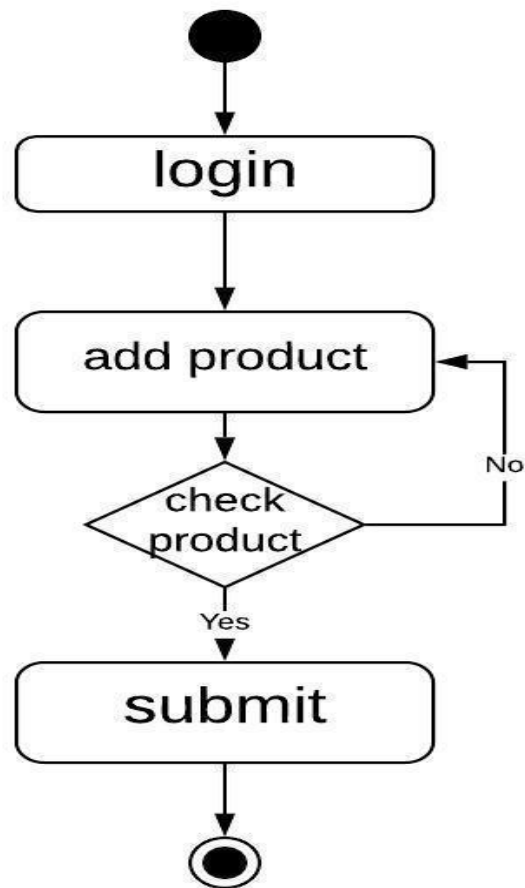 login
add product
check
product
No
Yes
submit